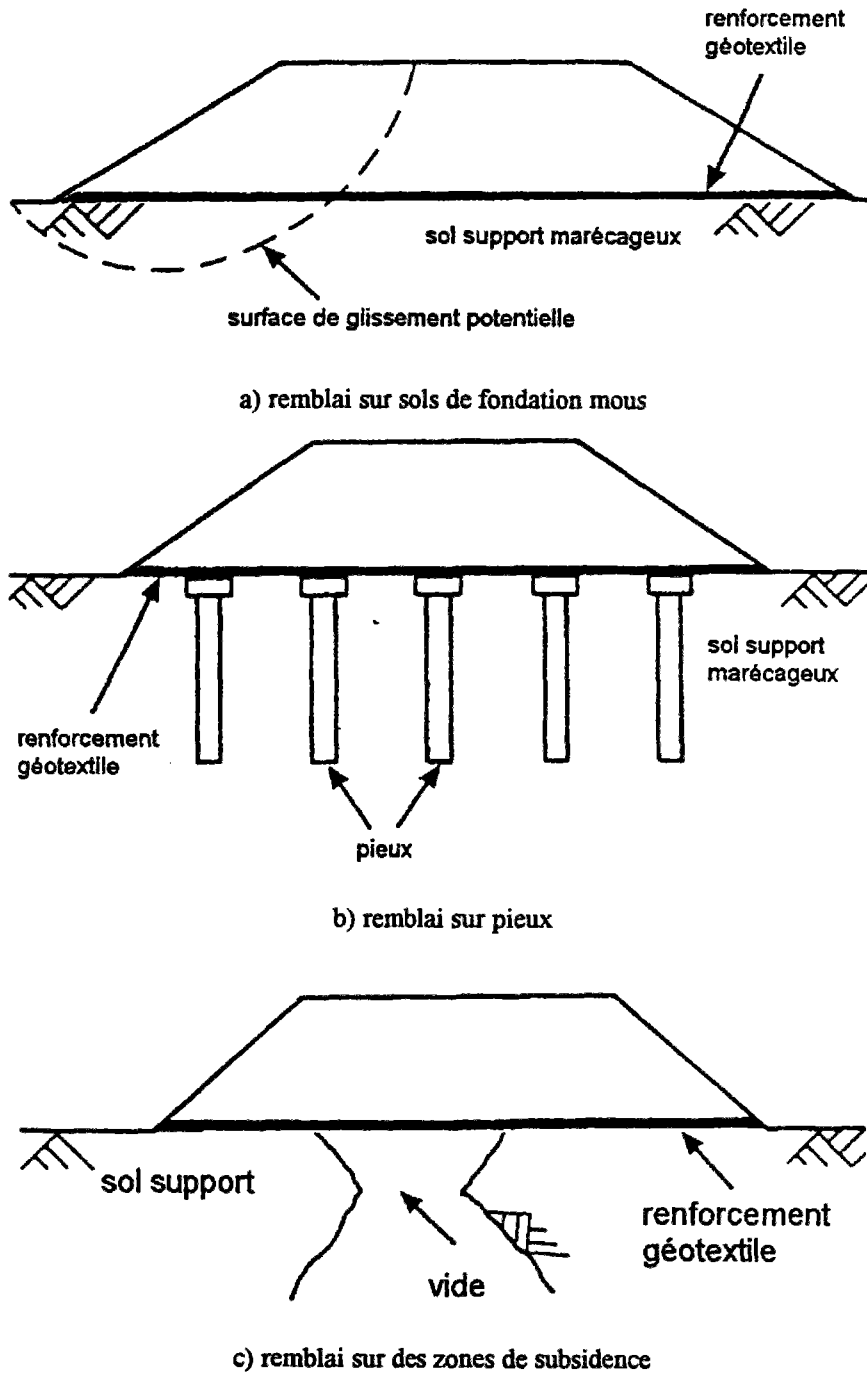 renforcement
géotextile
sol support marécageux
surface de glissement potentielle
a) remblai sur sols de fondation mous
sol support
marécageux
renforcement
géotextile
pieux
b) remblai sur pieux
sol support
renforcement
géotextile
vide
c) remblai sur des zones de subsidence